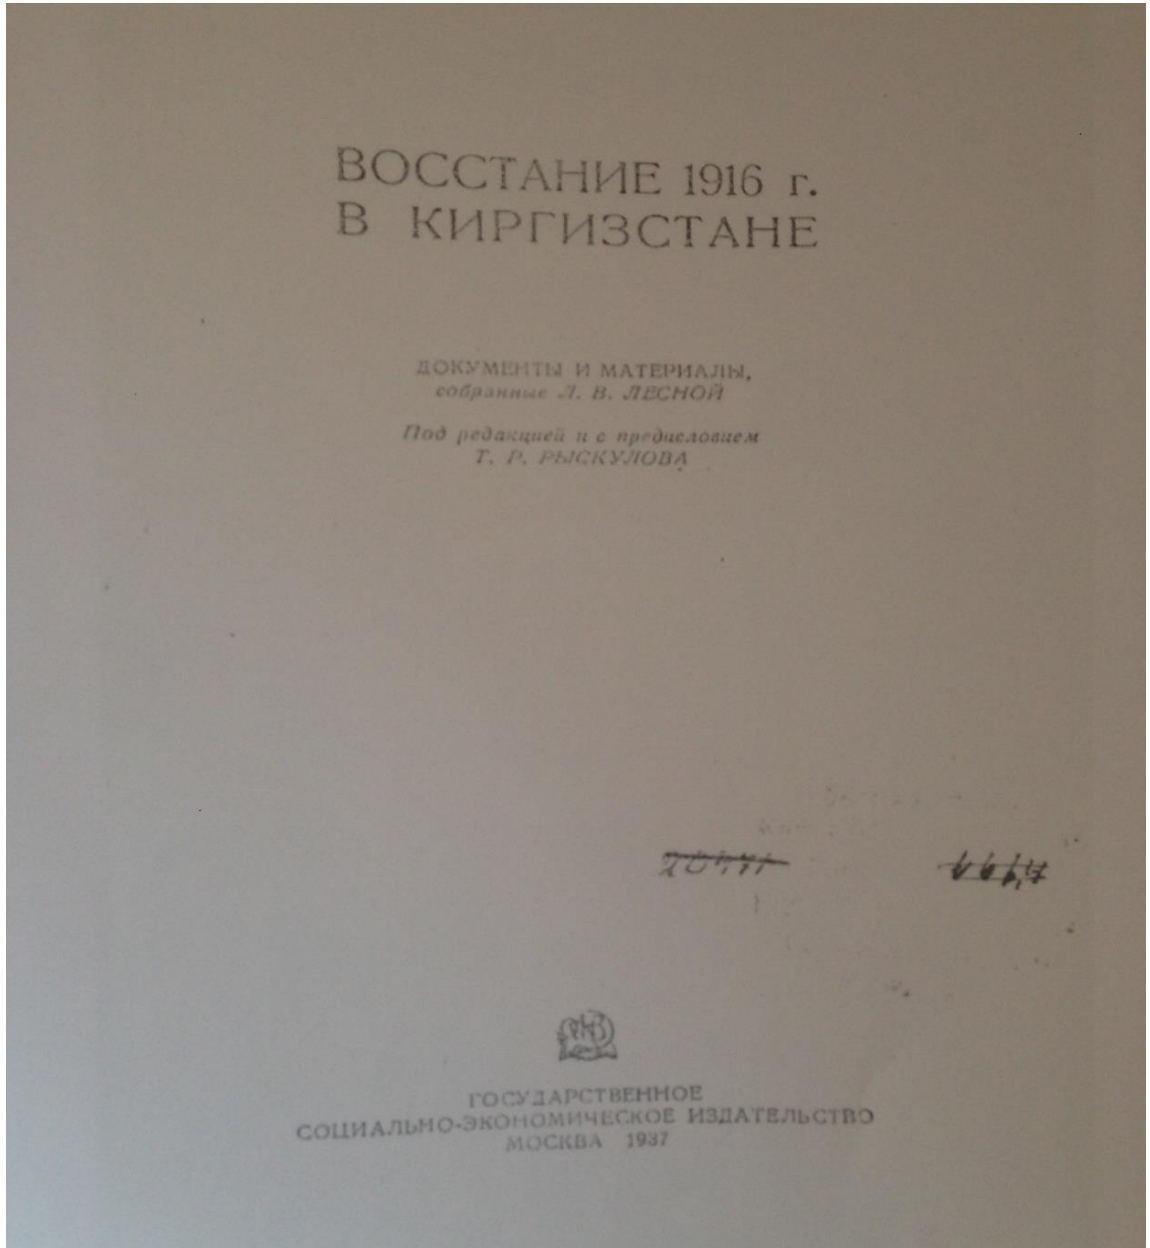 ВОССТАНИЕ 1916 г.
В КИРГИЗСТАНЕ
ДОКУМЕНТЫ И МАТЕРИАЛЫ,
собранные Л. В. ЛЕСНОЙ
Под редакцией и с предисловием
Т. Р. РЫСКУЛОВА
ГОСУДАРСТВЕННОЕ
СОЦИАЛЬНО-ЭКОНОМИЧЕСКОЕ ИЗДАТЕЛЬСТВО
МОСКВА 1937